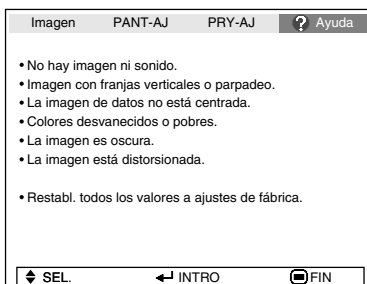 Imagen PANT-AJ PRY-AJ ? Ayuda
• No hay imagen ni sonido.
• Imagen con franjas verticales o parpadeo.
• La imagen de datos no está centrada.
• Colores desvanecidos o pobres.
• La imagen es oscura.
• La imagen está distorsionada.
• Restabl. todos los valores a ajustes de fábrica.
SEL. INTRO FIN